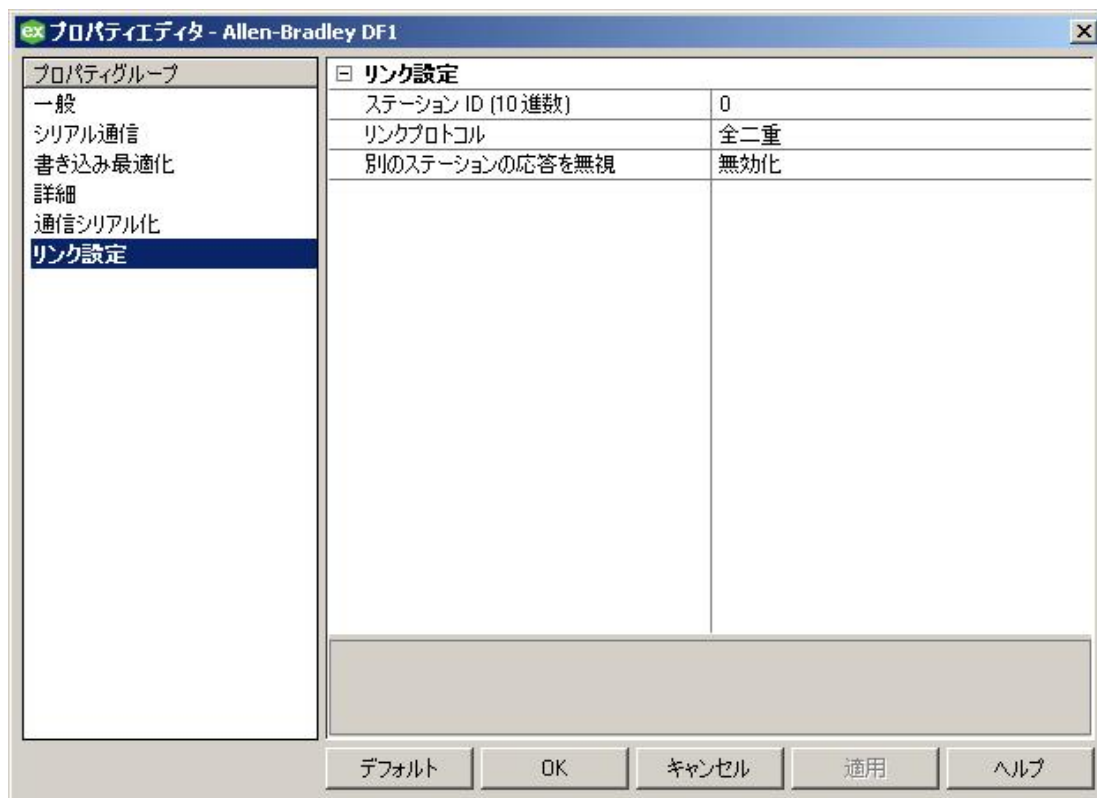 ex プロパティエディタ - Allen-Bradley DF1
プロパティグループ
一般
シリアル通信
書き込み最適化
詳細
通信シリアル化
リンク設定
リンク設定
ステーション ID (10 進数) 0
リンクプロトコル 全二重
別のステーションの応答を無視 無効化
デフォルト OK キャンセル 適用 ヘルプ